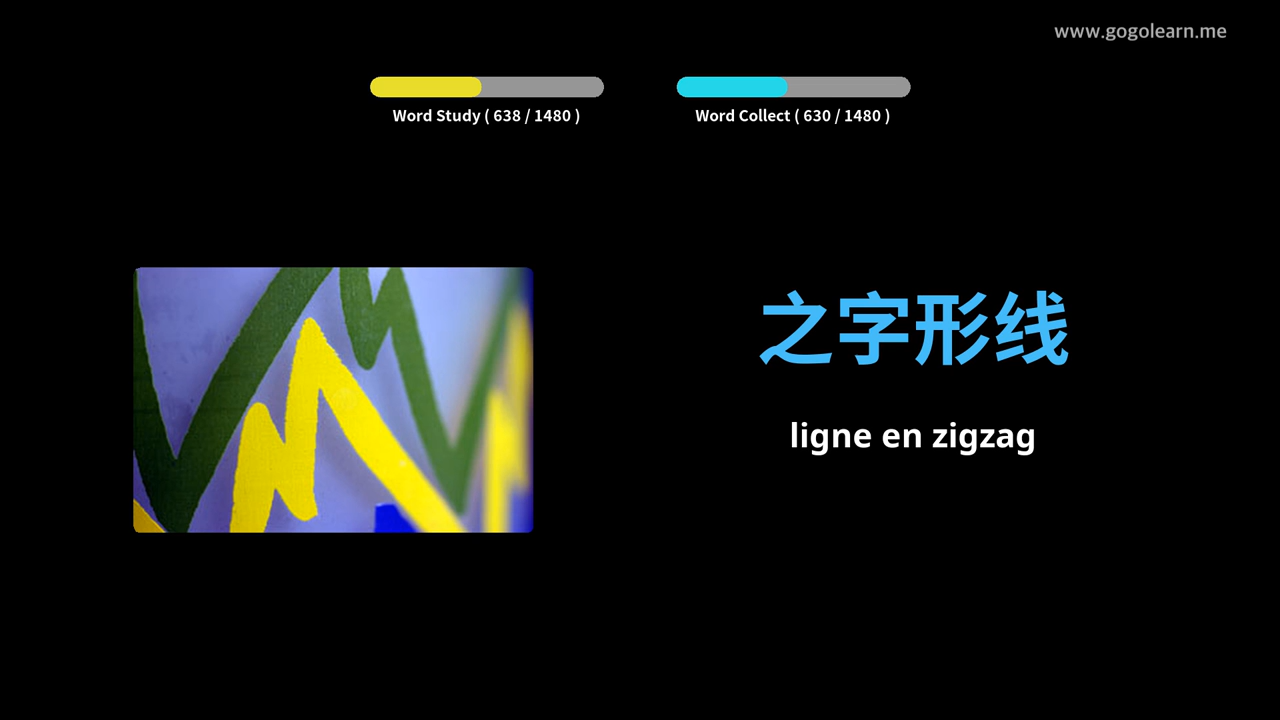 www.gogolearn.me
Word Study ( 638 / 1480 )
Word Collect ( 630 / 1480 )
之字形线
ligne en zigzag